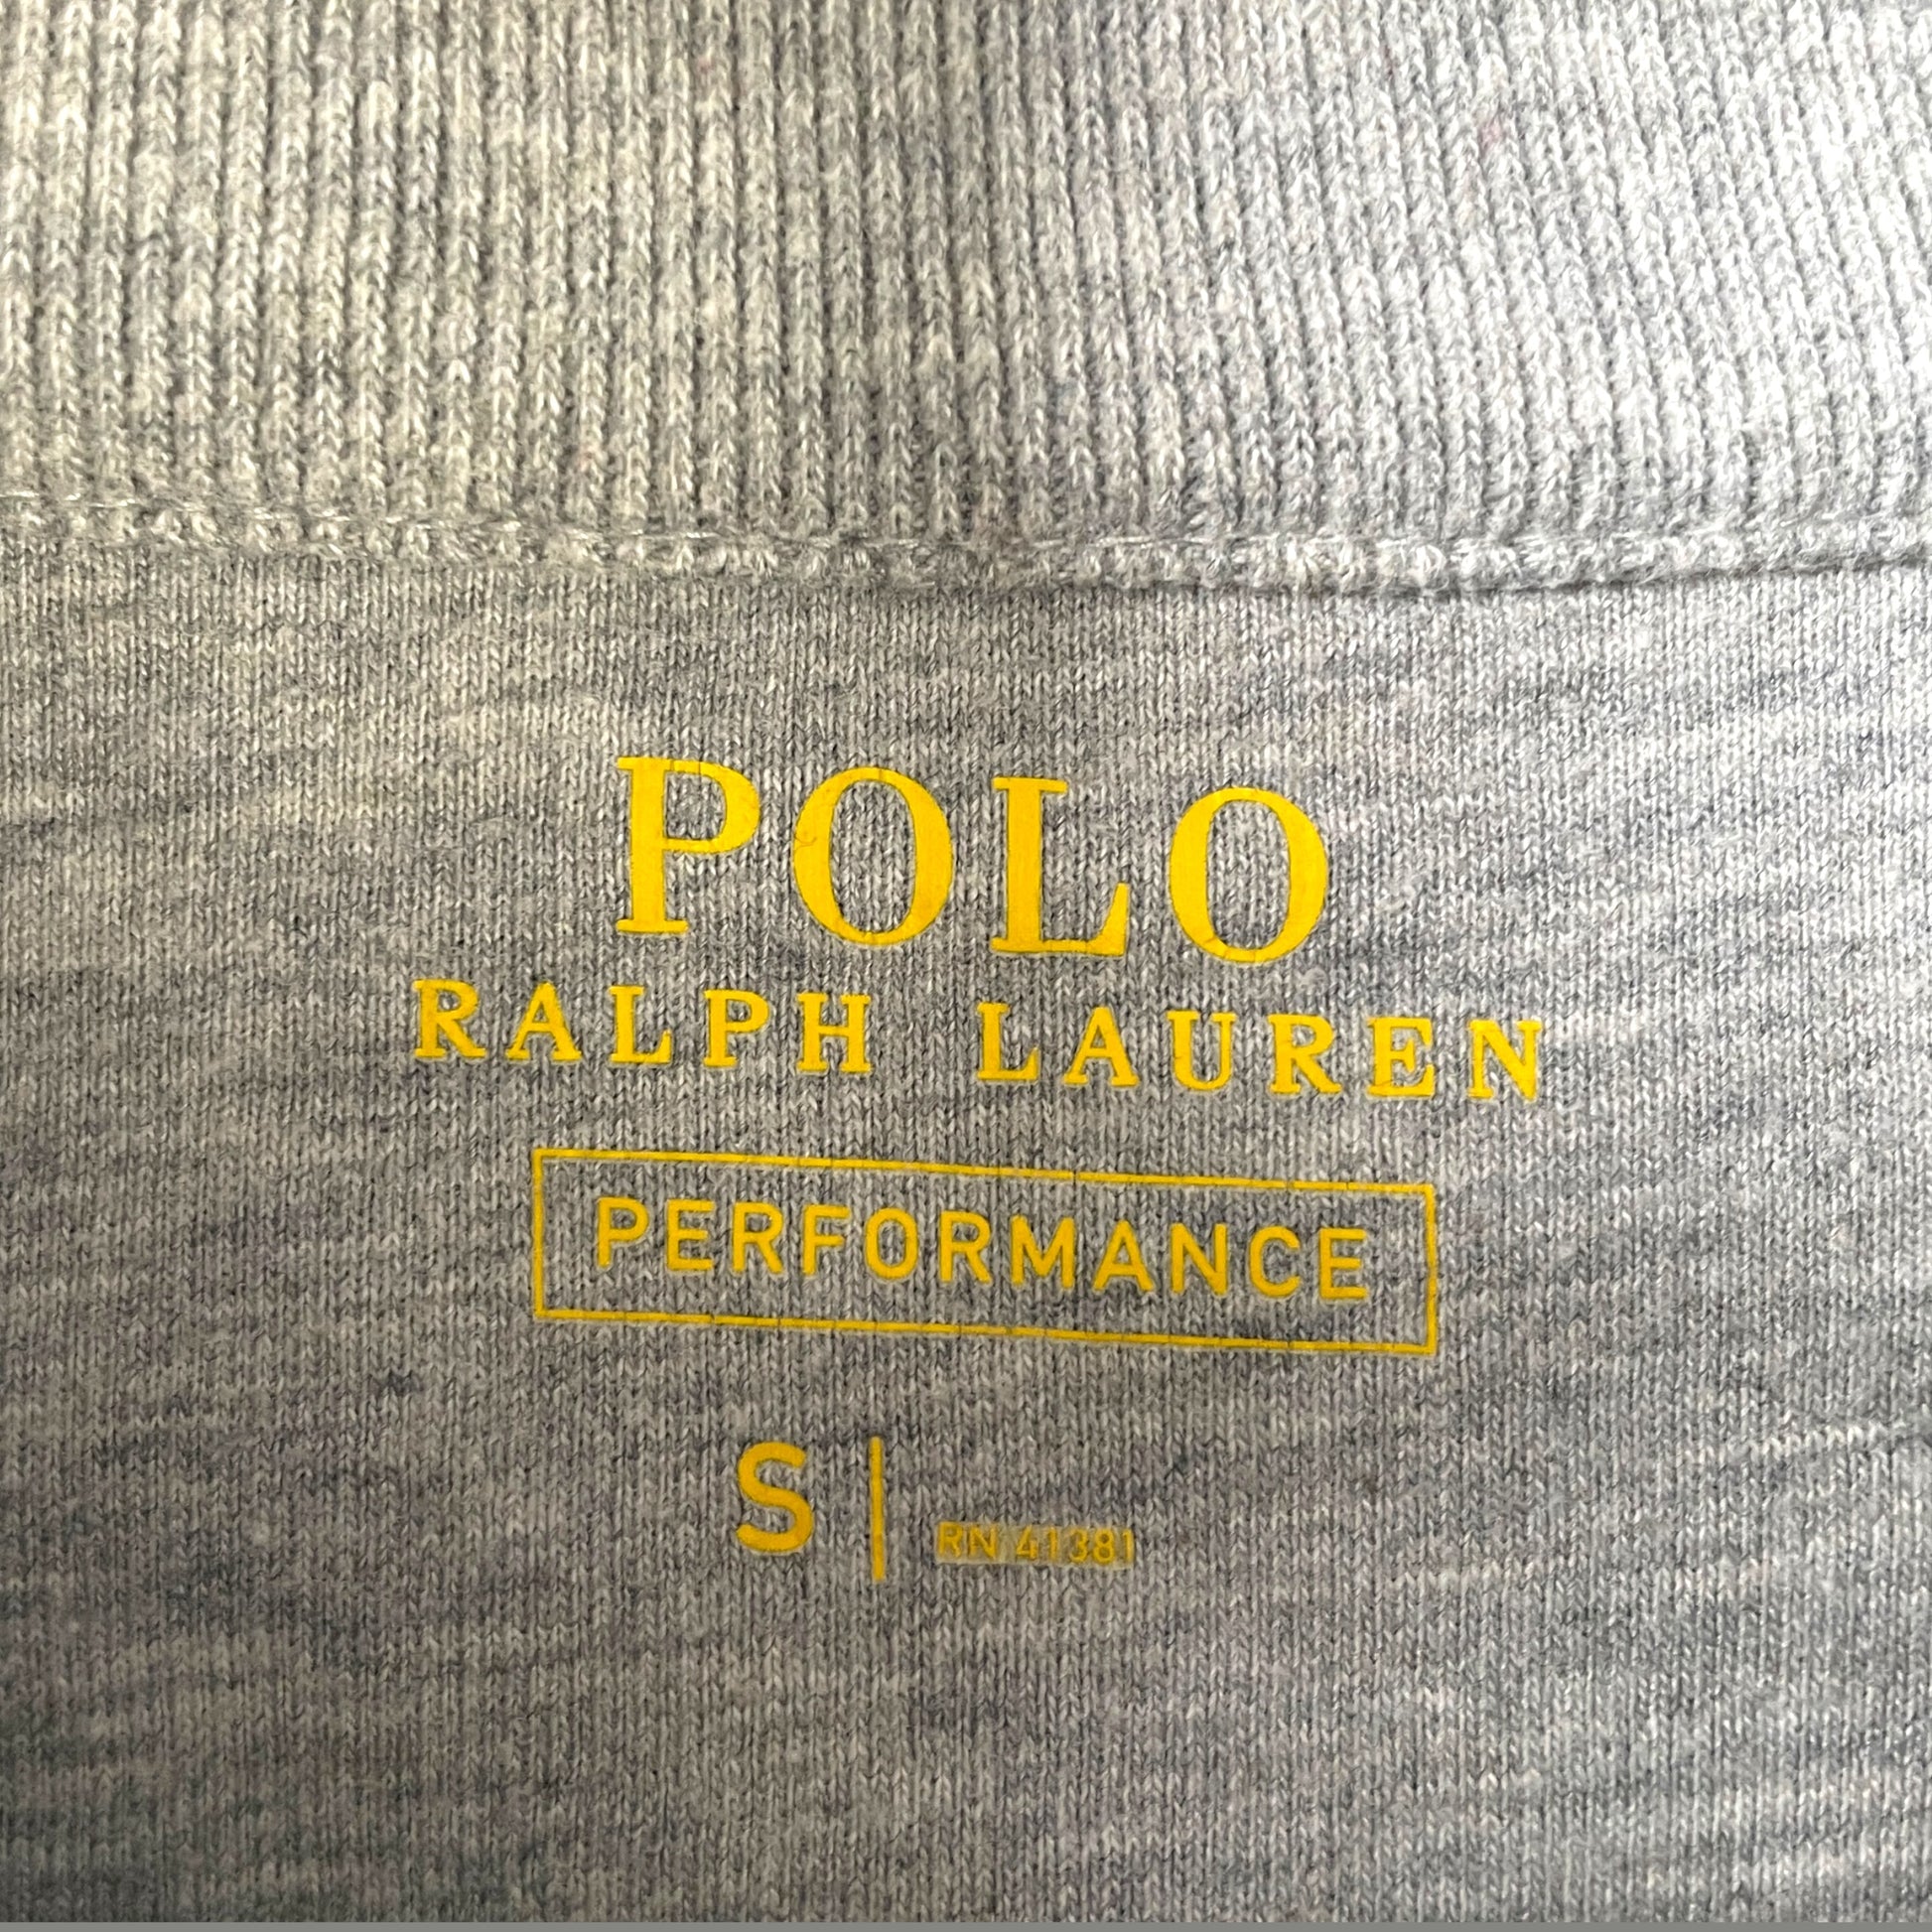 POLO
RALPH LAUREN
PERFORMANCE
S | RN 41381